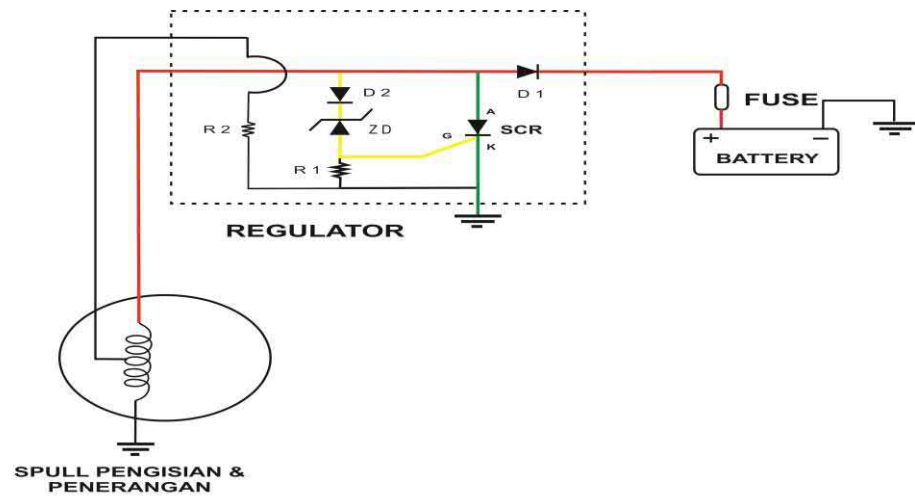 D 2
D 1
FUSE
A
R 2
ZD
G
SCR
K
+
−
R 1
BATTERY
REGULATOR
SPULL PENGISIAN &
PENERANGAN